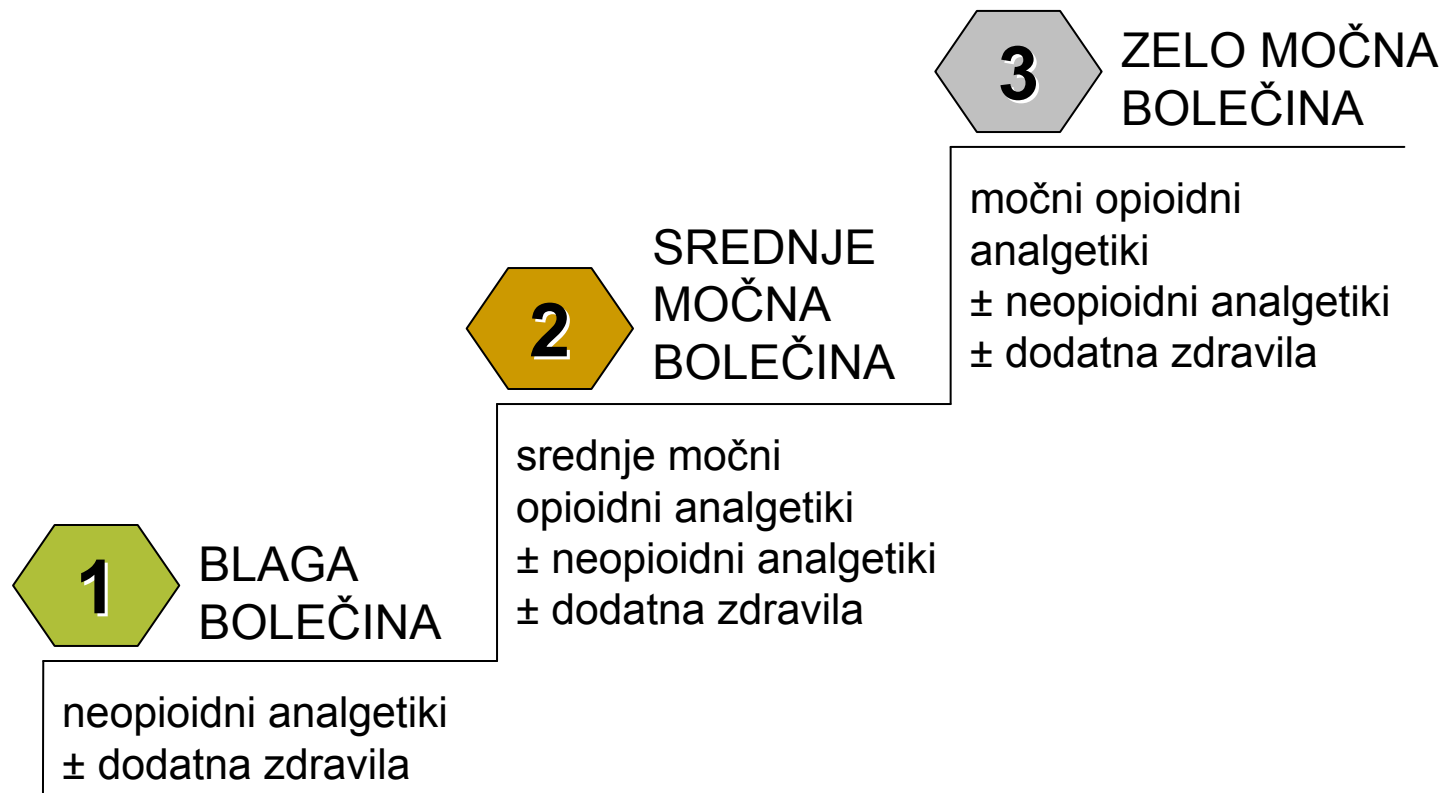 1
BLAGA
BOLEČINA
neopioidni analgetiki
± dodatna zdravila
2
SREDNJE
MOČNA
BOLEČINA
srednje močni
opioidni analgetiki
± neopioidni analgetiki
± dodatna zdravila
3
ZELO MOČNA
BOLEČINA
močni opioidni
analgetiki
± neopioidni analgetiki
± dodatna zdravila